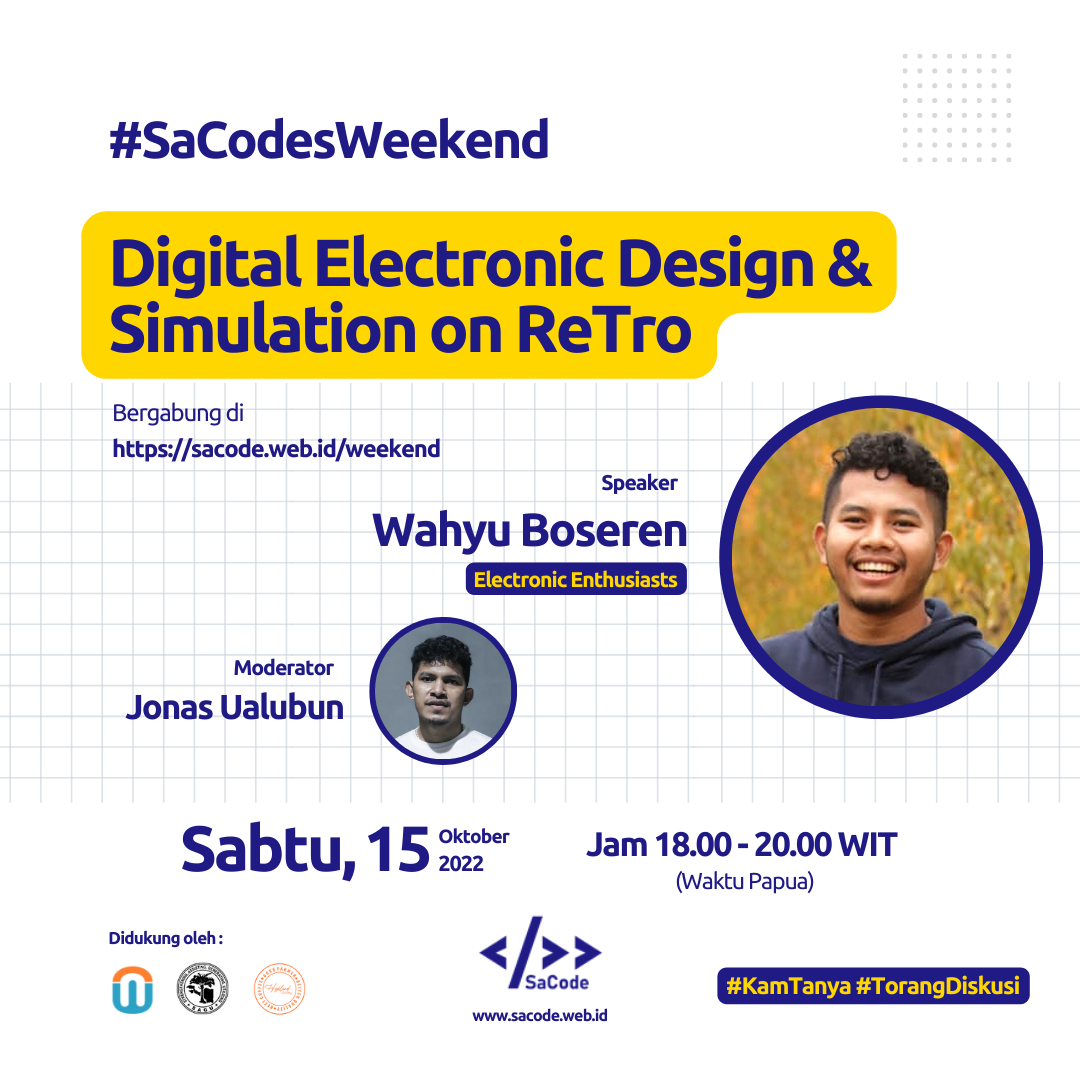 #SaCodesWeekend
Digital Electronic Design &
Simulation on ReTro
Bergabung di
https://sacode.web.id/weekend
Speaker
Wahyu Boseren
Electronic Enthusiasts
Moderator
Jonas Ualubun
Sabtu, 15 Oktober 2022
Jam 18.00 - 20.00 WIT
(Waktu Papua)
Didukung oleh :
SAGU
</>>
SaCode
www.sacode.web.id
#KamTanya #TorangDiskusi